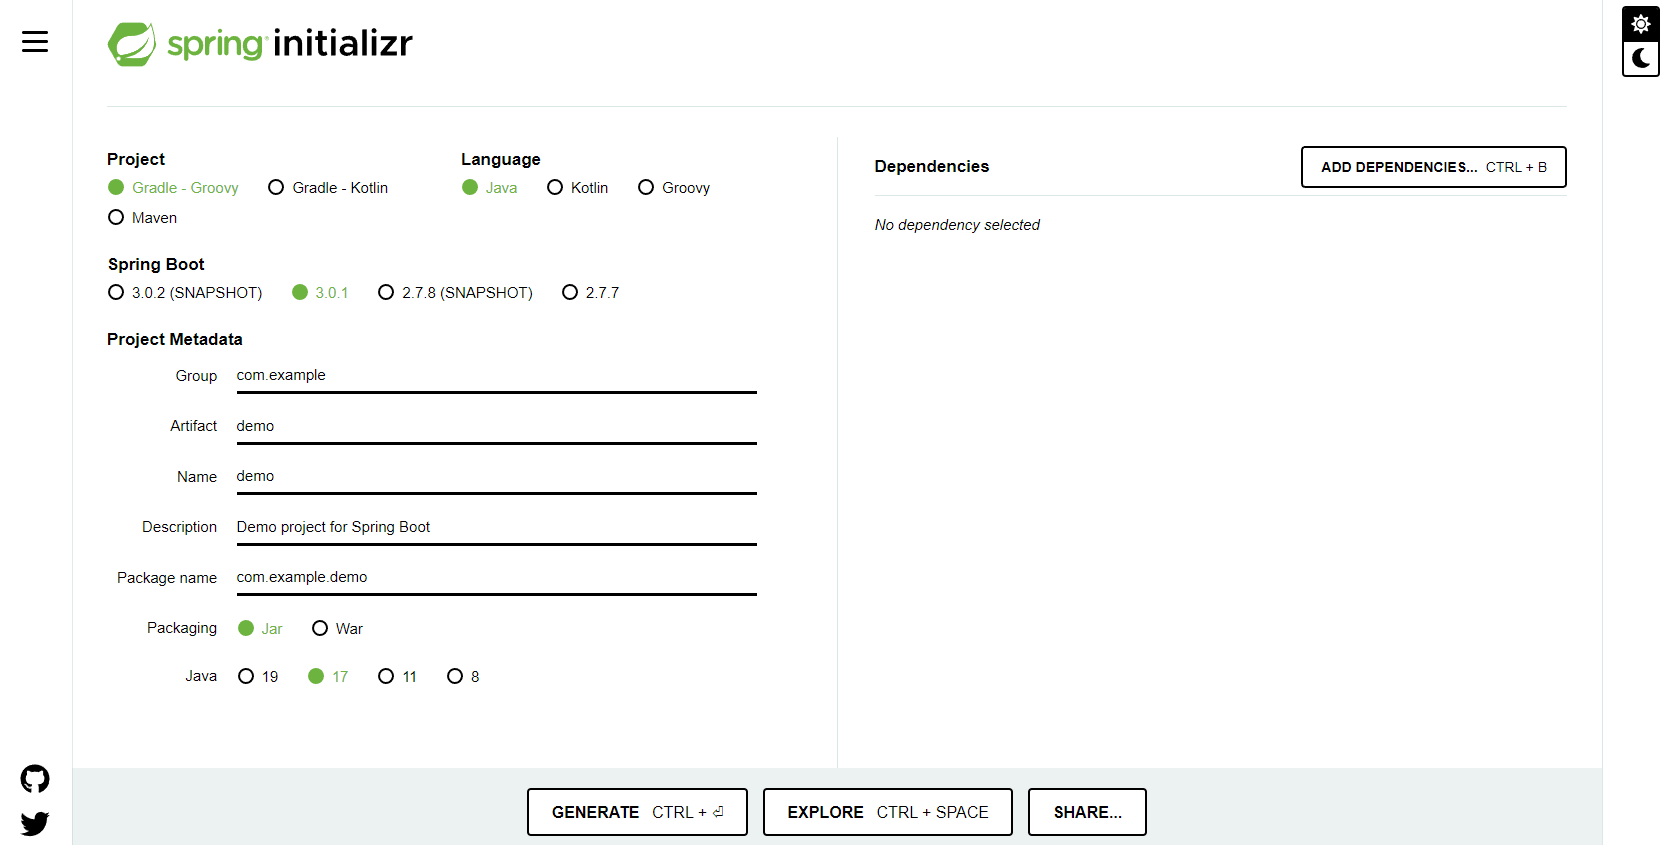 spring initializr
Project
Gradle - Groovy Gradle - Kotlin
Maven
Language
Java Kotlin Groovy
Spring Boot
3.0.2 (SNAPSHOT) 3.0.1 2.7.8 (SNAPSHOT) 2.7.7
Project Metadata
Group com.example
Artifact demo
Name demo
Description Demo project for Spring Boot
Package name com.example.demo
Packaging Jar War
Java 19 17 11 8
Dependencies
ADD DEPENDENCIES... CTRL + B
No dependency selected
GENERATE CTRL + ⏎
EXPLORE CTRL + SPACE
SHARE...